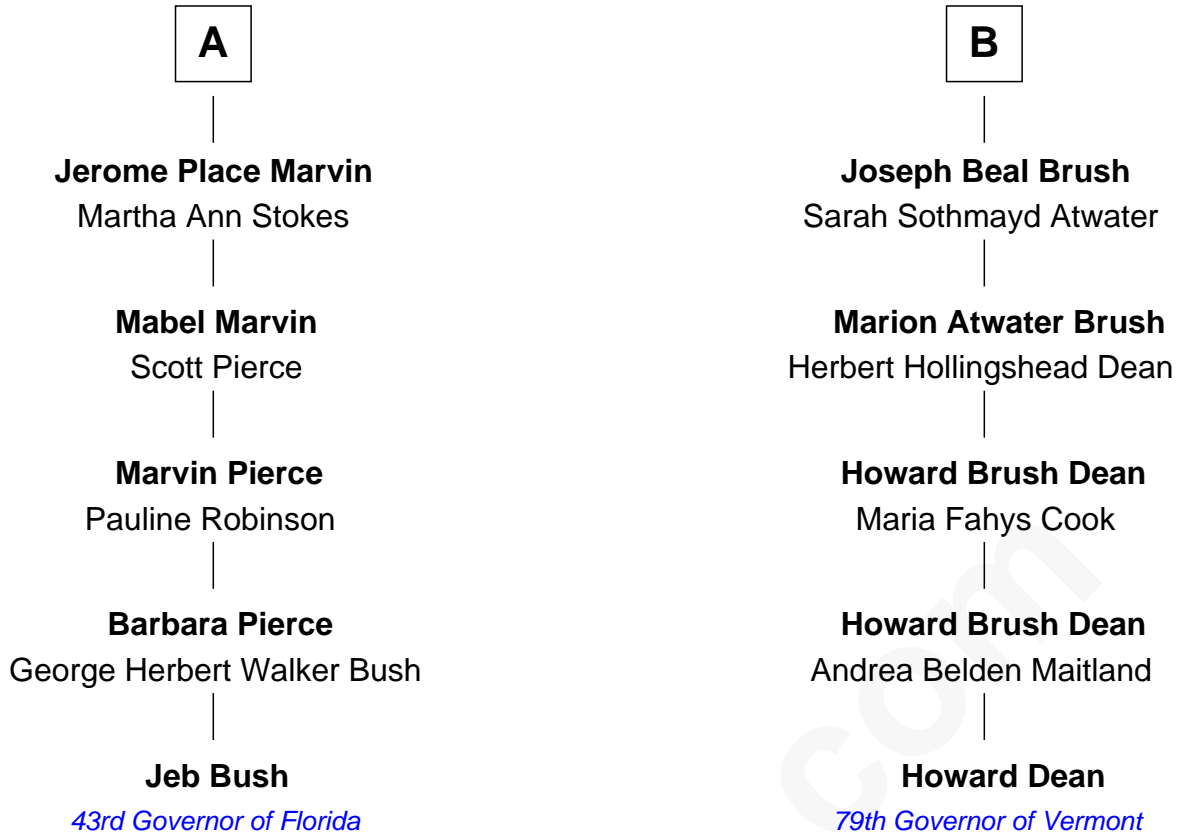 A
Jerome Place Marvin
Martha Ann Stokes
Mabel Marvin
Scott Pierce
Marvin Pierce
Pauline Robinson
Barbara Pierce
George Herbert Walker Bush
Jeb Bush
43rd Governor of Florida
B
Joseph Beal Brush
Sarah Sothmayd Atwater
Marion Atwater Brush
Herbert Hollingshead Dean
Howard Brush Dean
Maria Fahys Cook
Howard Brush Dean
Andrea Belden Maitland
Howard Dean
79th Governor of Vermont
com